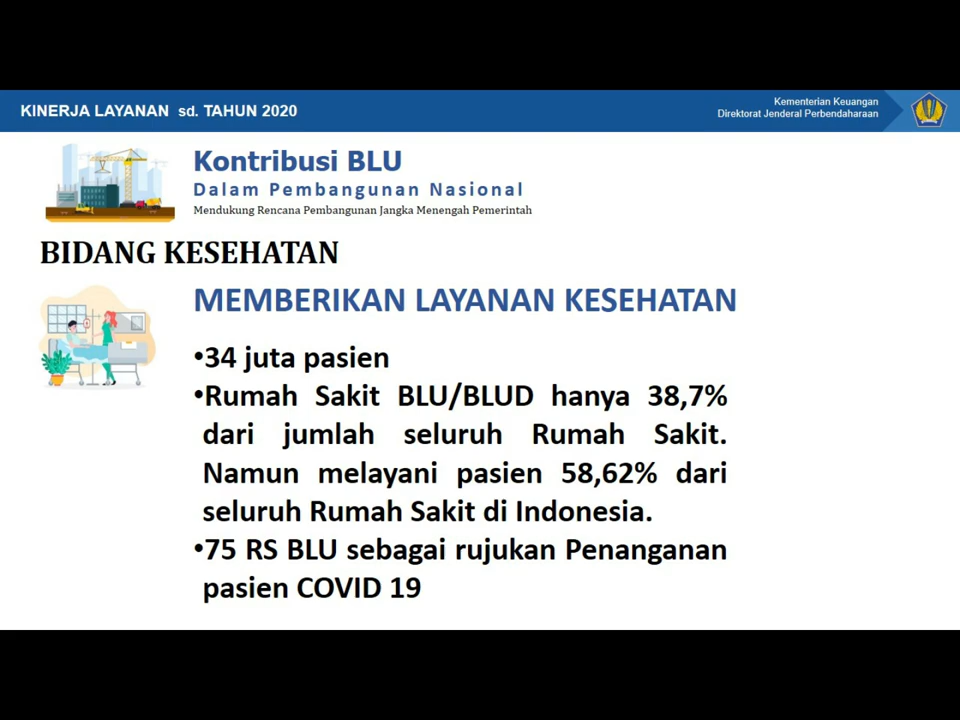 KINERJA LAYANAN sd. TAHUN 2020
Kementerian Keuangan
Direktorat Jenderal Perbendaharaan
Kontribusi BLU
Dalam Pembangunan Nasional
Mendukung Rencana Pembangunan Jangka Menengah Pemerintah
BIDANG KESEHATAN
MEMBERIKAN LAYANAN KESEHATAN
•34 juta pasien
•Rumah Sakit BLU/BLUD hanya 38,7%
dari jumlah seluruh Rumah Sakit.
Namun melayani pasien 58,62% dari
seluruh Rumah Sakit di Indonesia.
•75 RS BLU sebagai rujukan Penanganan
pasien COVID 19